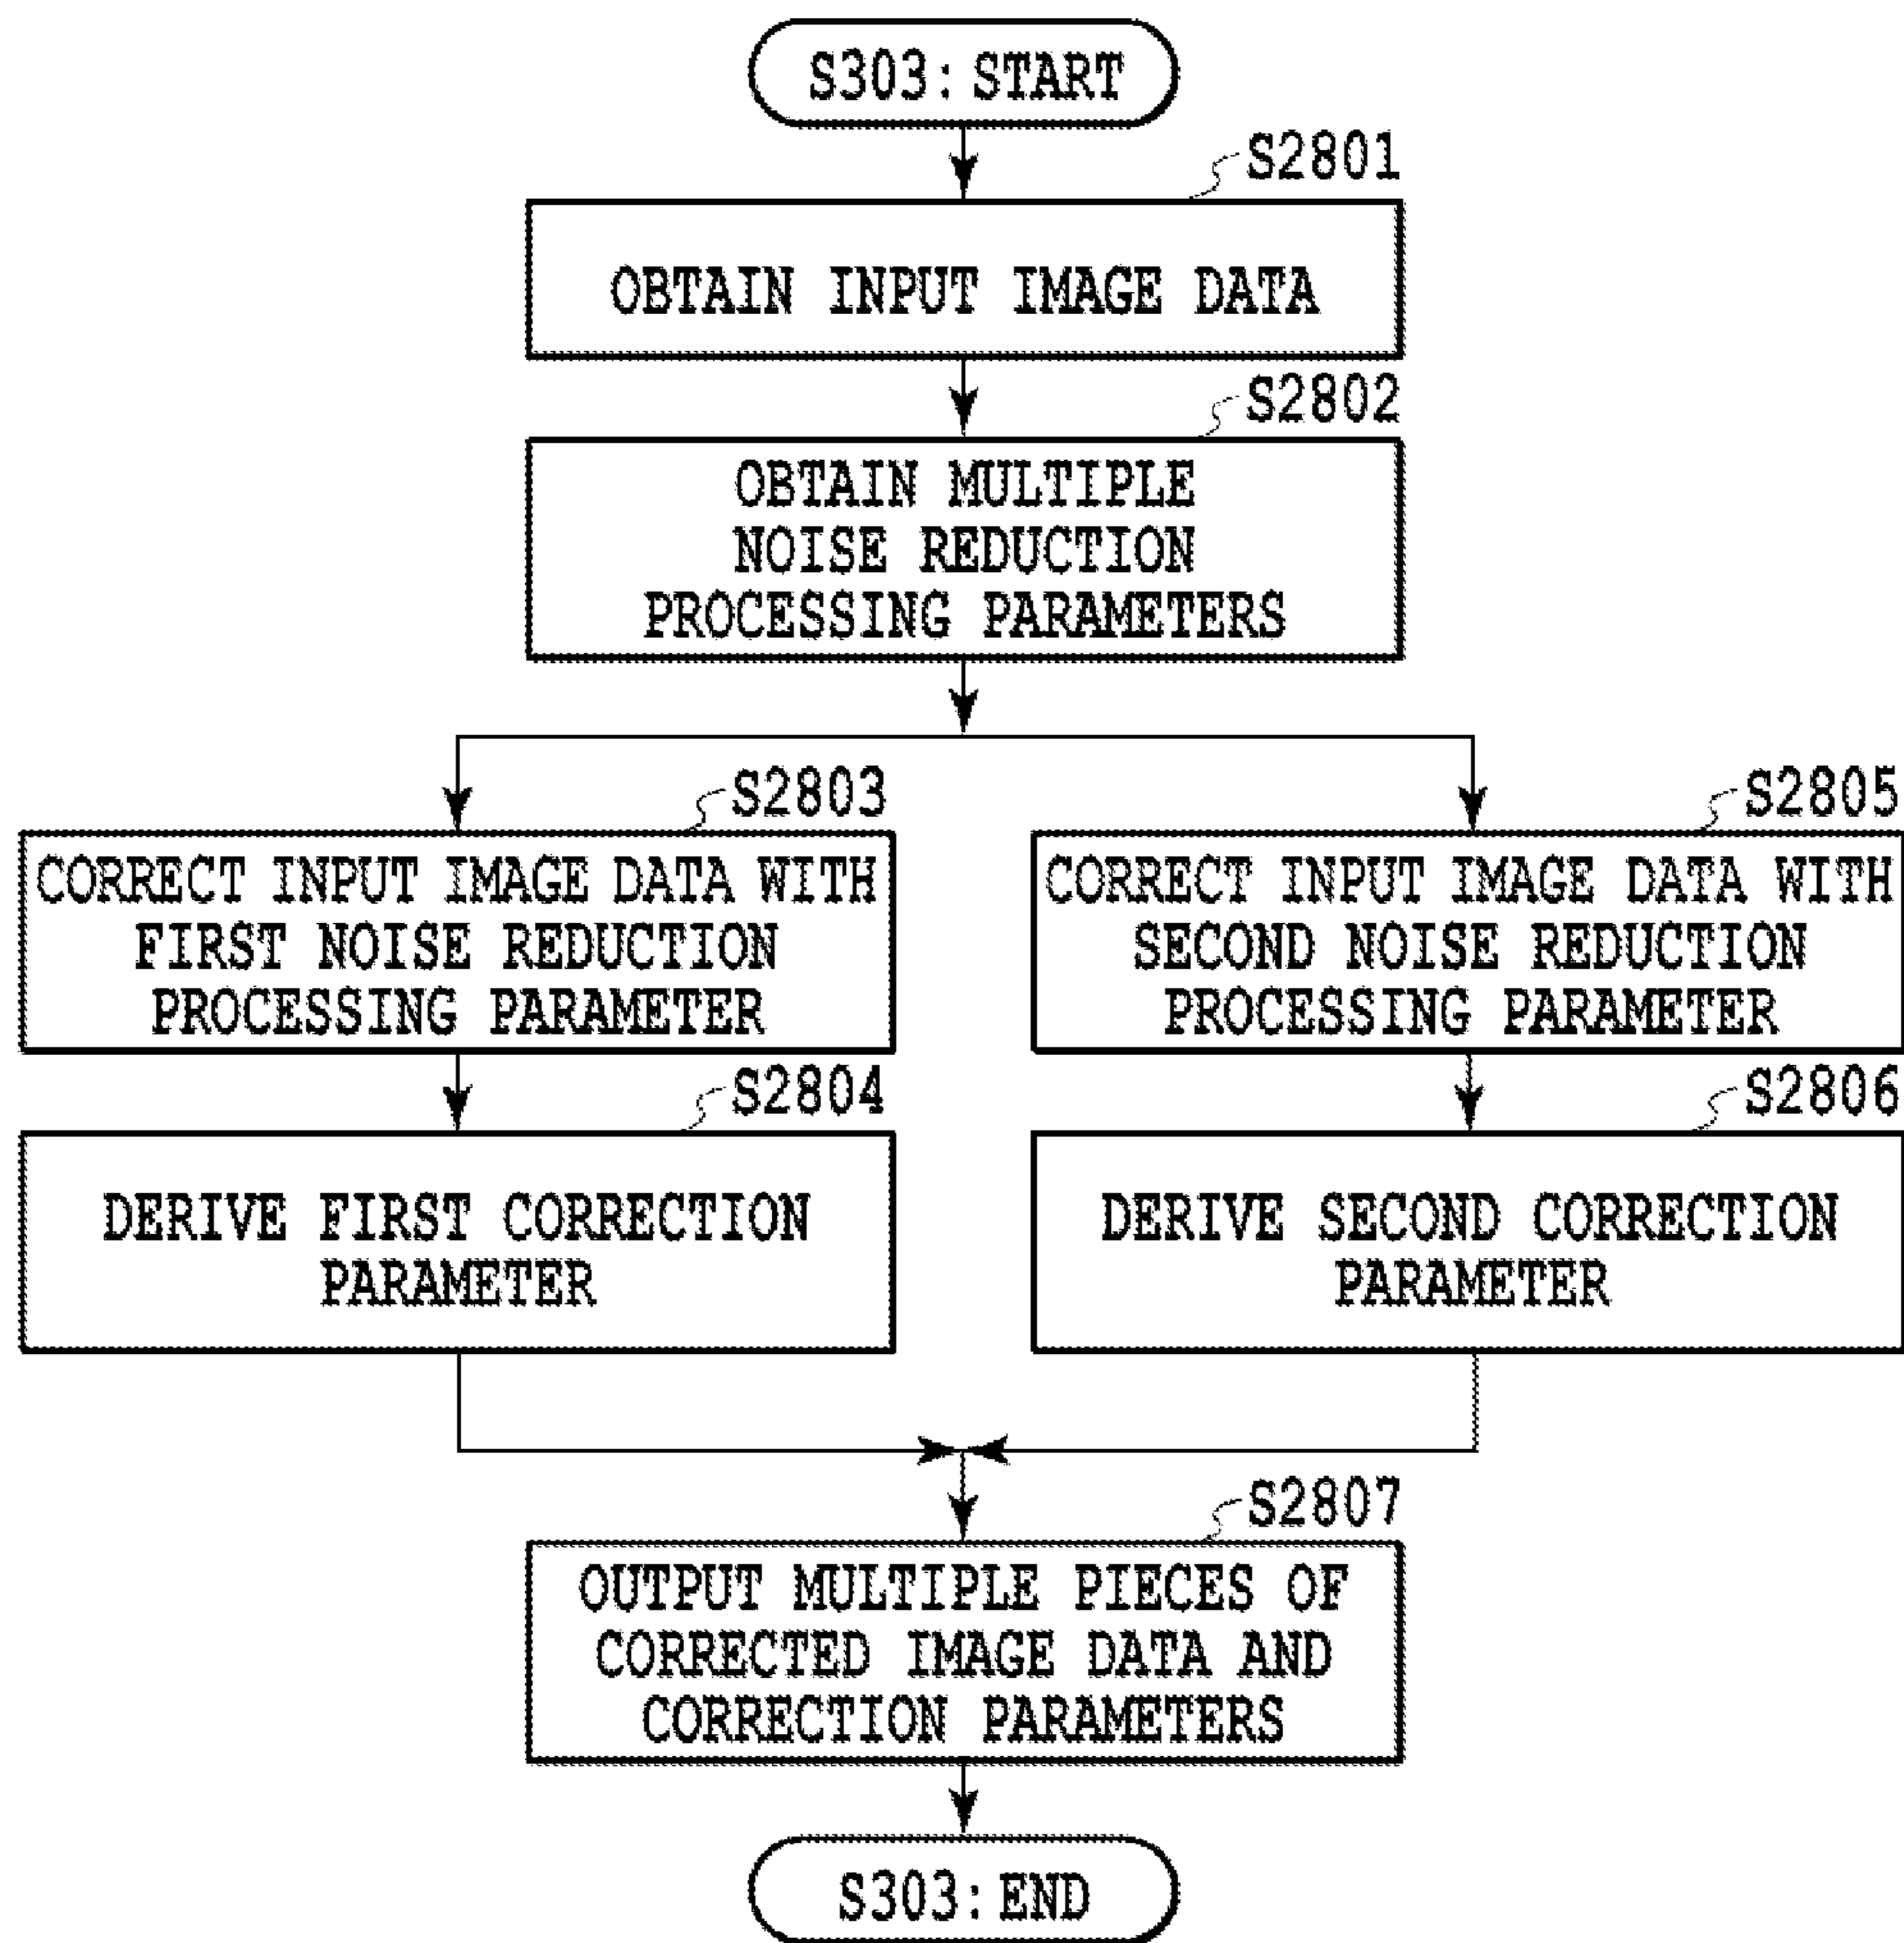 S303: START
S2801
OBTAIN INPUT IMAGE DATA
S2802
OBTAIN MULTIPLE
NOISE REDUCTION
PROCESSING PARAMETERS
S2803
CORRECT INPUT IMAGE DATA WITH
FIRST NOISE REDUCTION
PROCESSING PARAMETER
S2804
DERIVE FIRST CORRECTION
PARAMETER
S2805
CORRECT INPUT IMAGE DATA WITH
SECOND NOISE REDUCTION
PROCESSING PARAMETER
S2806
DERIVE SECOND CORRECTION
PARAMETER
S2807
OUTPUT MULTIPLE PIECES OF
CORRECTED IMAGE DATA AND
CORRECTION PARAMETERS
S303: END